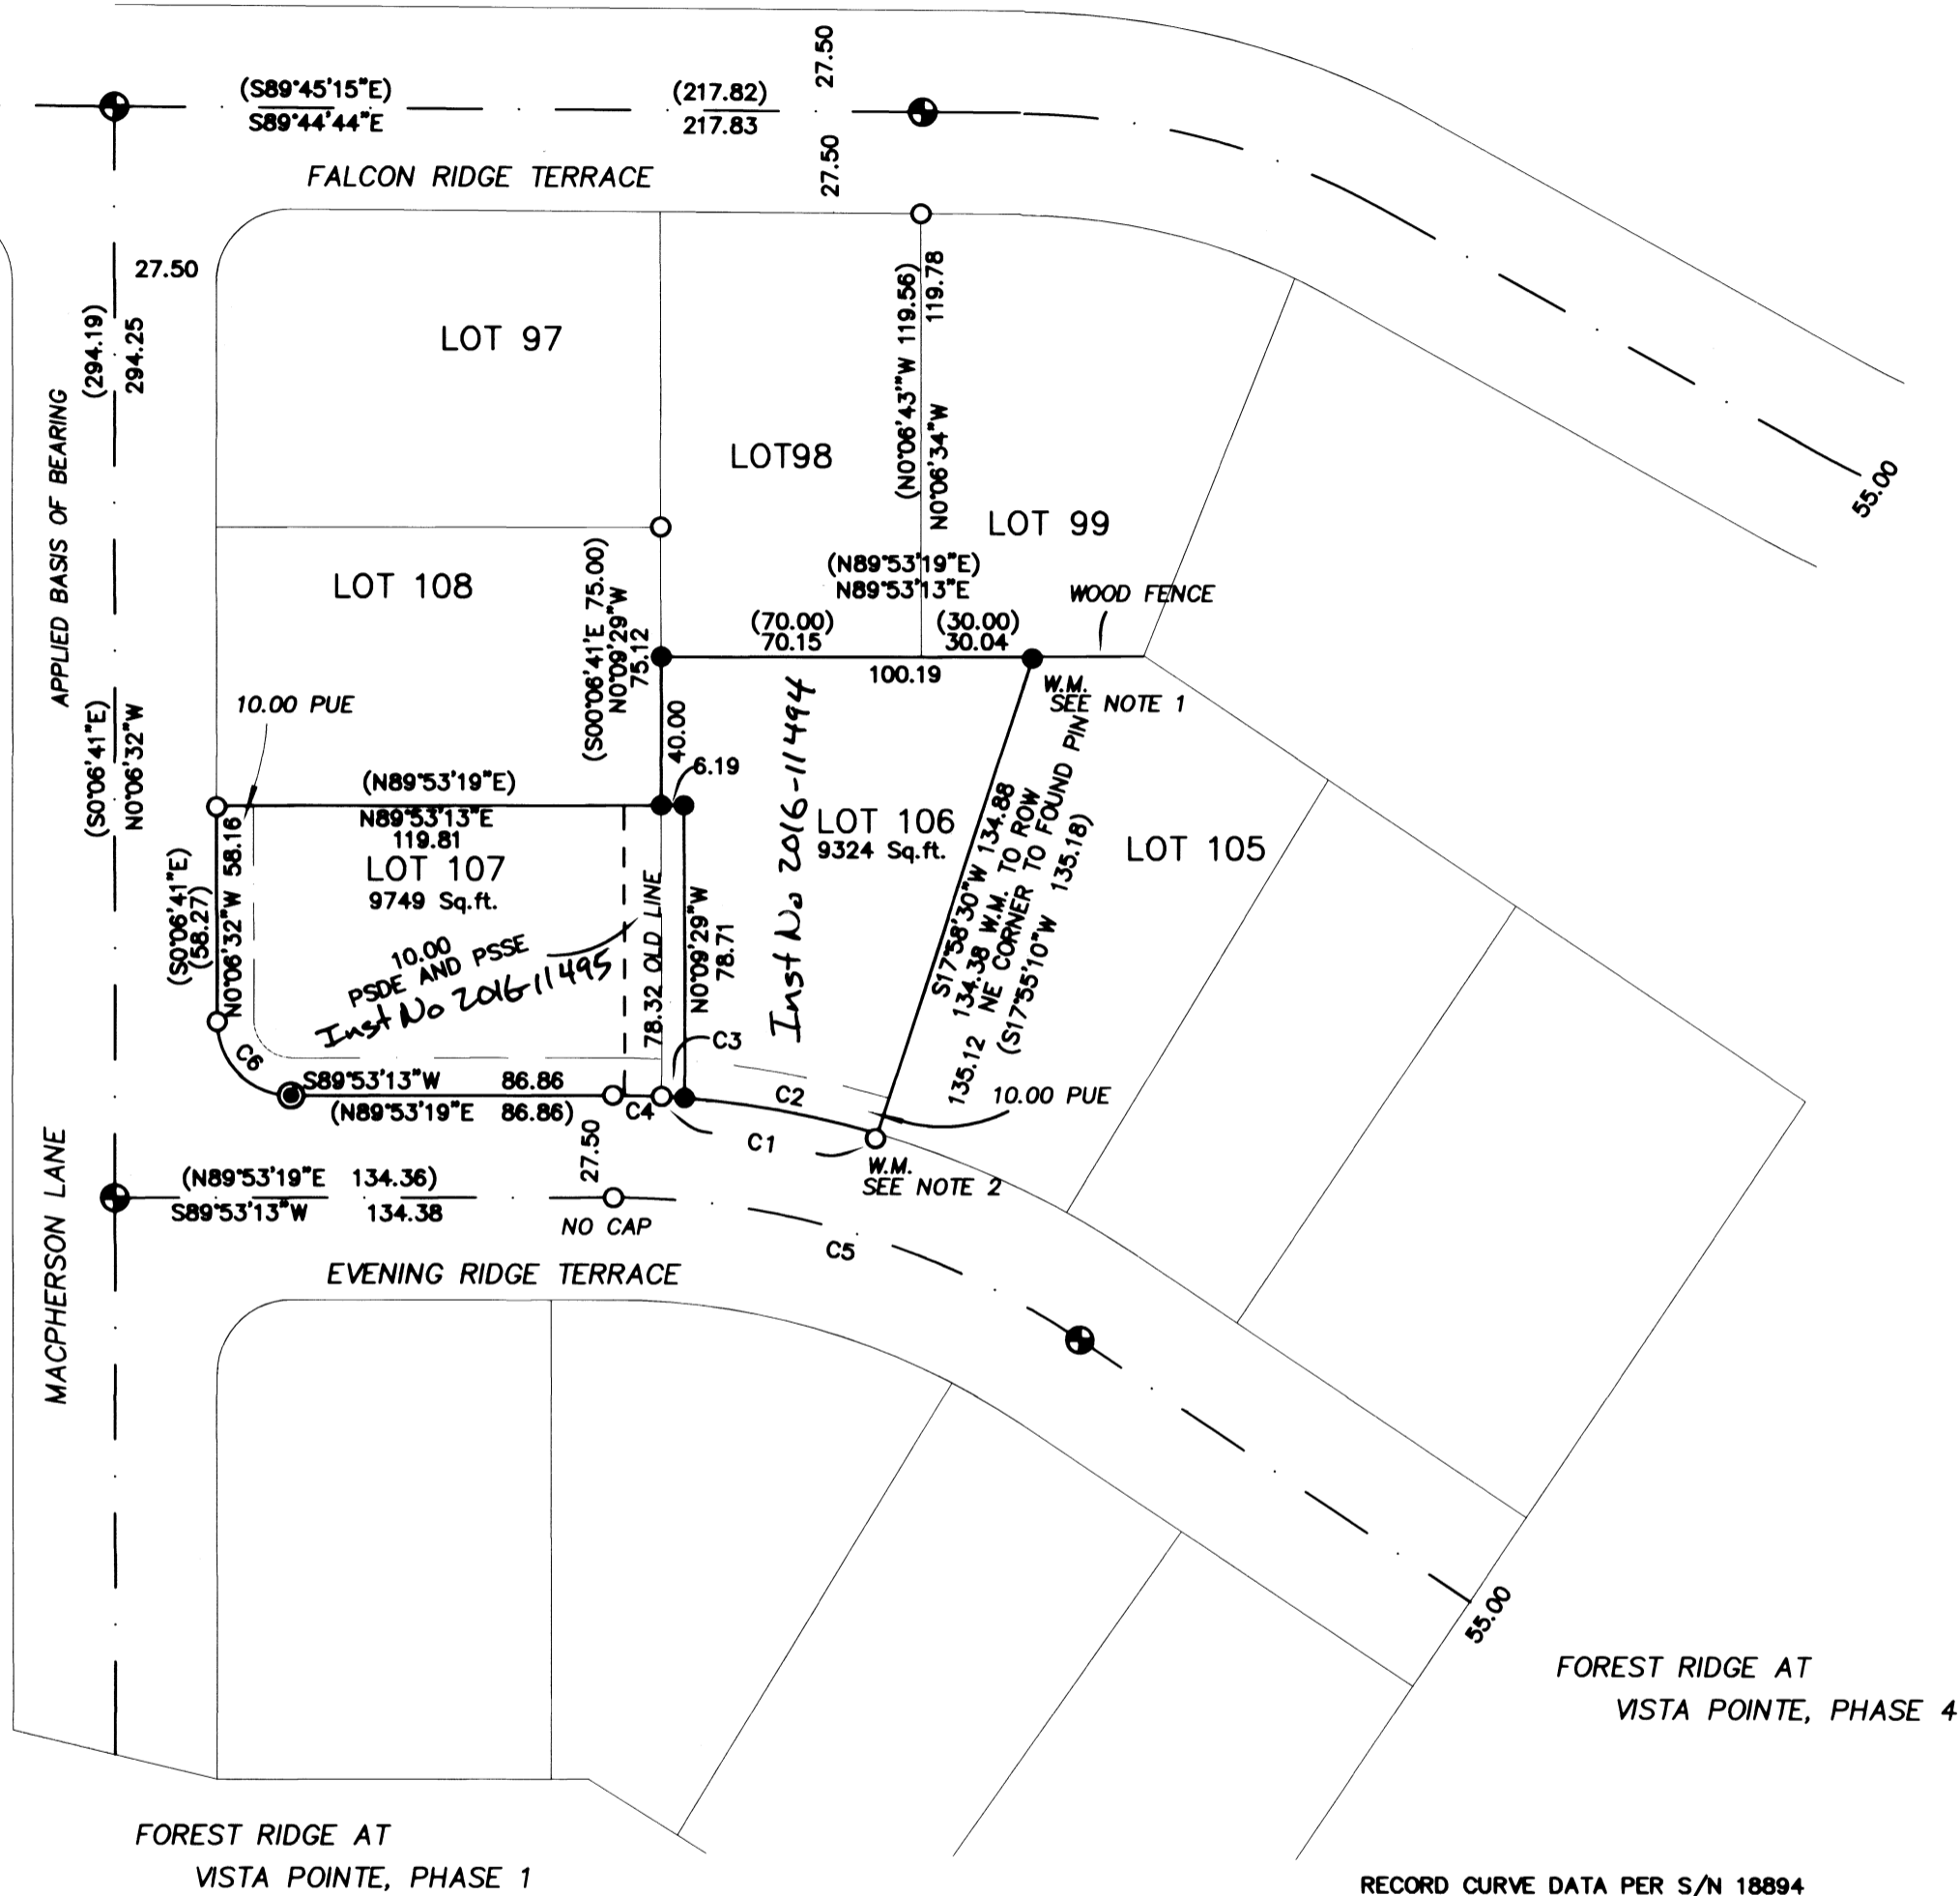 27.50
(S89°45'15"E)
S89°44'44"E
(217.82)
217.83
27.50
FALCON RIDGE TERRACE
27.50
(294.19)
294.25
APPLIED BASIS OF BEARING
(S0°06'41"E)
N0°06'32"W
LOT 97
LOT98
(N0°06'43'"W 119.56)
N0°06'34"W 119.78
LOT 99
55.00
LOT 108
(S00°06'41'E 75.00)
N0°09'29"W
75.12
(N89°53'19"E)
N89°53'13"E
(70.00)
70.15
(30.00)
30.04
100.19
WOOD FENCE
W.M.
SEE NOTE 1
10.00 PUE
40.00
6.19
(N89°53'19"E)
N89°53'13"E
119.81
LOT 107
9749 Sq.ft.
(S0°06'41"E)
(58.27)
N0°06'32"W 58.16
10.00
PSDE AND PSSE
Inst No 2016-11495
78.32 OLD LINE
N0°09'29"W
78.71
Inst No 2016-11494
LOT 106
9324 Sq.ft.
S17°58'30"W 134.88
134.38 W.M. TO ROW
135.12 NE CORNER TO FOUND PIN
(S17°55'10"W 135.18)
LOT 105
C6
S89°53'13"W 86.86
(N89°53'19"E 86.86)
C4
C3
C2
C1
10.00 PUE
W.M.
SEE NOTE 2
27.50
(N89°53'19"E 134.36)
S89°53'13"W 134.38
NO CAP
C5
MACPHERSON LANE
EVENING RIDGE TERRACE
55.00
FOREST RIDGE AT
VISTA POINTE, PHASE 4
FOREST RIDGE AT
VISTA POINTE, PHASE 1
RECORD CURVE DATA PER S/N 18894